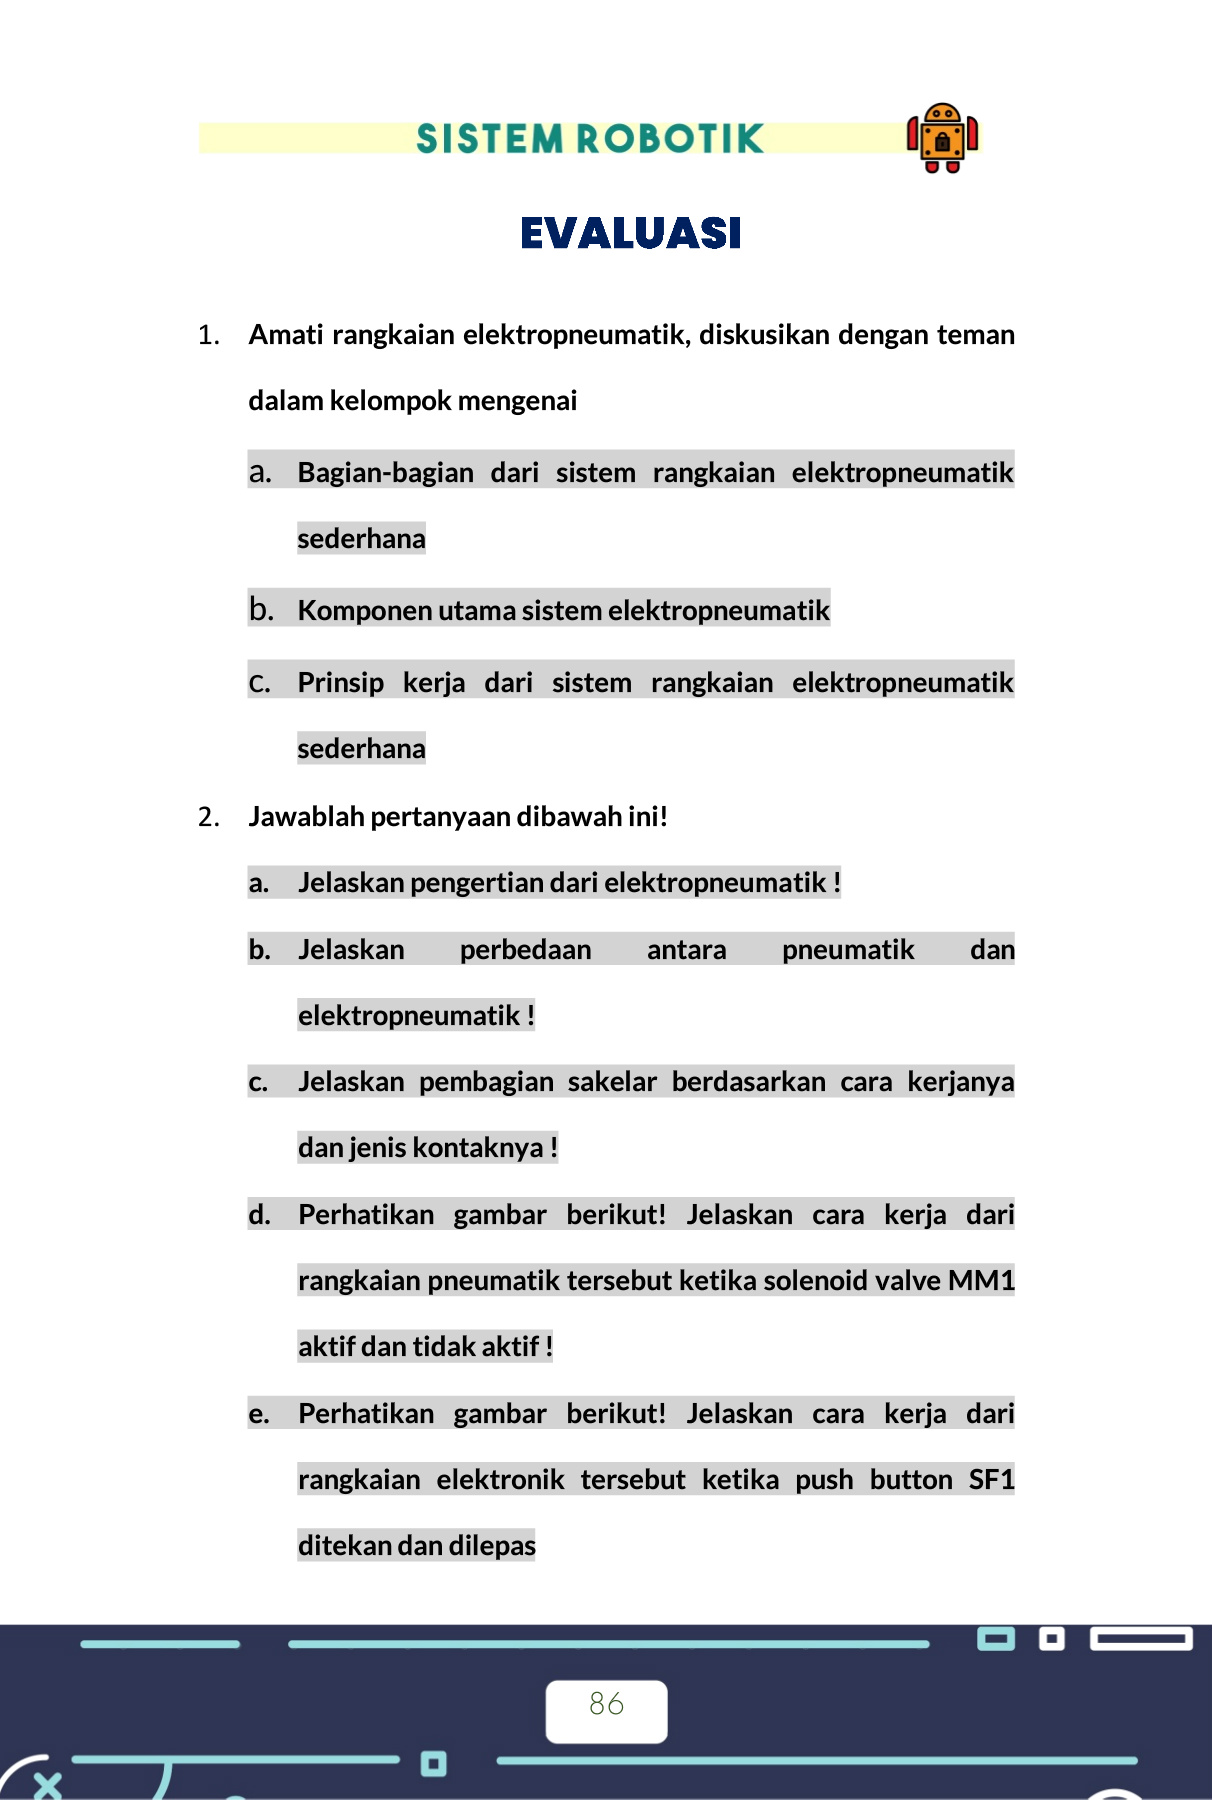 SISTEM ROBOTIK
EVALUASI
1. Amati rangkaian elektropneumatik, diskusikan dengan teman
dalam kelompok mengenai
a. Bagian-bagian dari sistem rangkaian elektropneumatik
sederhana
b. Komponen utama sistem elektropneumatik
c. Prinsip kerja dari sistem rangkaian elektropneumatik
sederhana
2. Jawablah pertanyaan dibawah ini!
a. Jelaskan pengertian dari elektropneumatik !
b. Jelaskan perbedaan antara pneumatik dan
elektropneumatik !
c. Jelaskan pembagian sakelar berdasarkan cara kerjanya
dan jenis kontaknya !
d. Perhatikan gambar berikut! Jelaskan cara kerja dari
rangkaian pneumatik tersebut ketika solenoid valve MM1
aktif dan tidak aktif !
e. Perhatikan gambar berikut! Jelaskan cara kerja dari
rangkaian elektronik tersebut ketika push button SF1
ditekan dan dilepas
86